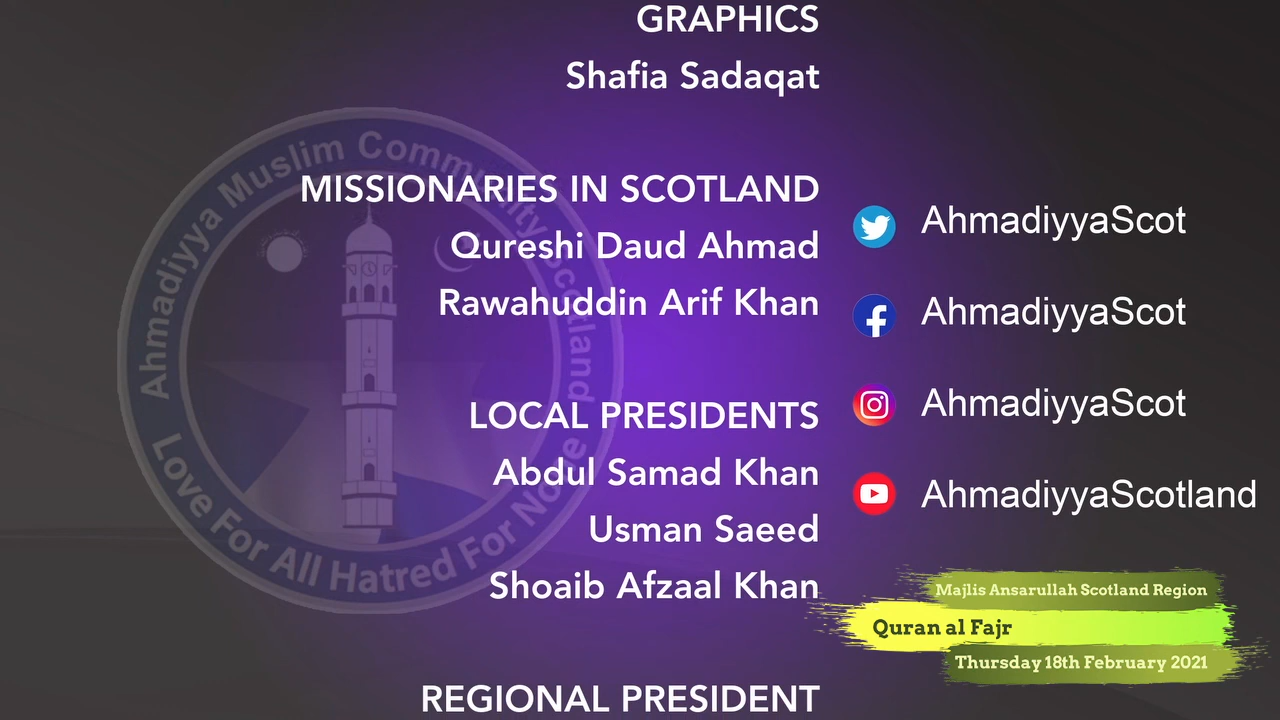 GRAPHICS
Shafia Sadaqat
MISSIONARIES IN SCOTLAND
Qureshi Daud Ahmad
Rawahuddin Arif Khan
LOCAL PRESIDENTS
Abdul Samad Khan
Usman Saeed
Shoaib Afzaal Khan
REGIONAL PRESIDENT
Ahmadiyya Muslim Community Scotland
Love For All Hatred For None
AhmadiyyaScot
AhmadiyyaScot
AhmadiyyaScot
AhmadiyyaScotland
Majlis Ansarullah Scotland Region
Quran al Fajr
Thursday 18th February 2021